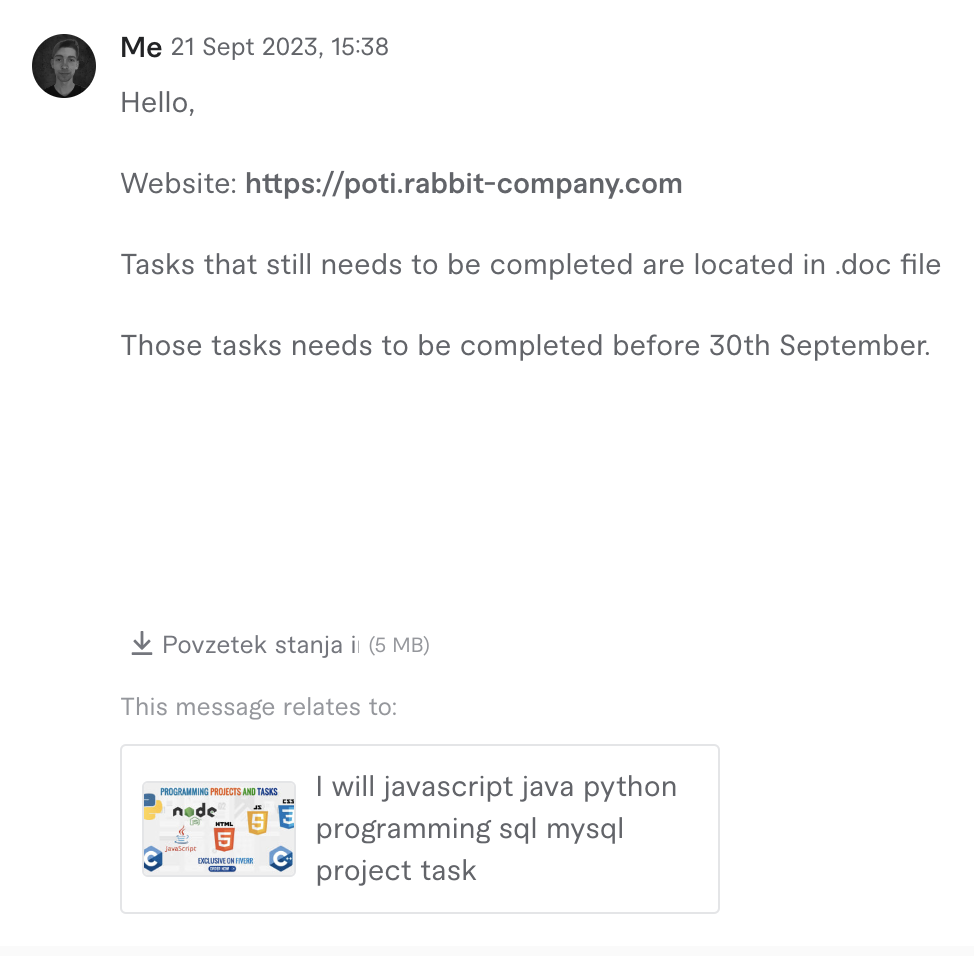 Me 21 Sept 2023, 15:38
Hello,
Website: https://poti.rabbit-company.com
Tasks that still needs to be completed are located in .doc file
Those tasks needs to be completed before 30th September.
Povzetek stanja i (5 MB)
This message relates to:
PROGRAMMING PROJECTS AND TASKS
node
JS
CSS
HTML
JavaScript
EXCLUSIVE ON FIVERR
ORDER NOW
I will javascript java python
programming sql mysql
project task